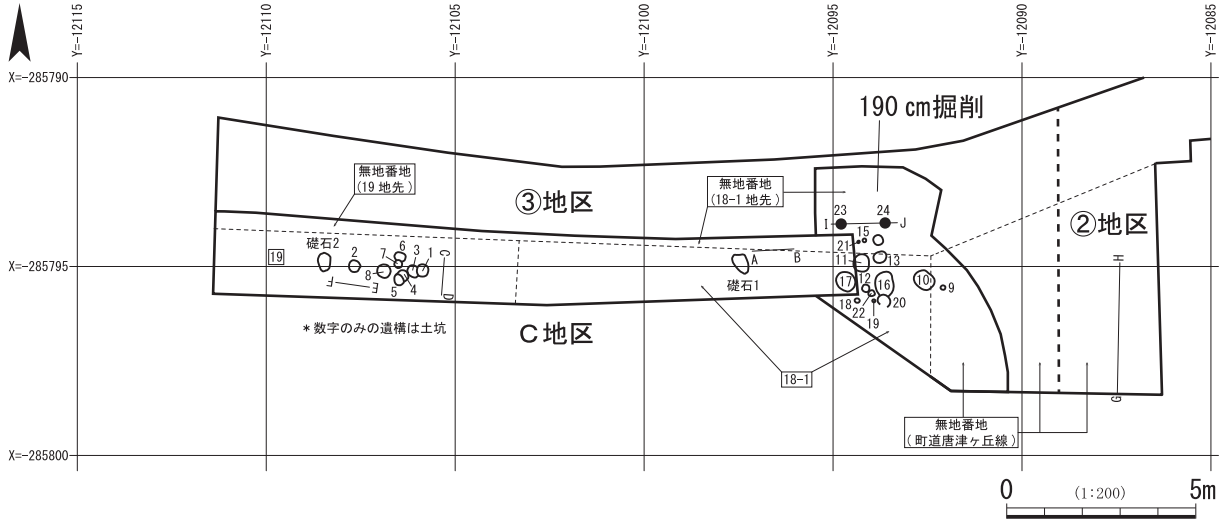 Y=-12115
Y=-12110
Y=-12105
Y=-12100
Y=-12095
Y=-12090
Y=-12085
X=-285790
190 cm掘削
無地番地
(19 地先)
③地区
無地番地
(18-1 地先)
23
24
I
J
②地区
礎石2
2
7
6
3
1
C
21
15
19
X=-285795
A
B
11
13
H
8
F
E
5
4
D
礎石1
17
12
16
10
9
18
22
19
20
*数字のみの遺構は土坑
C地区
18-1
G
無地番地
(町道唐津ヶ丘線)
X=-285800
0
(1:200)
5m